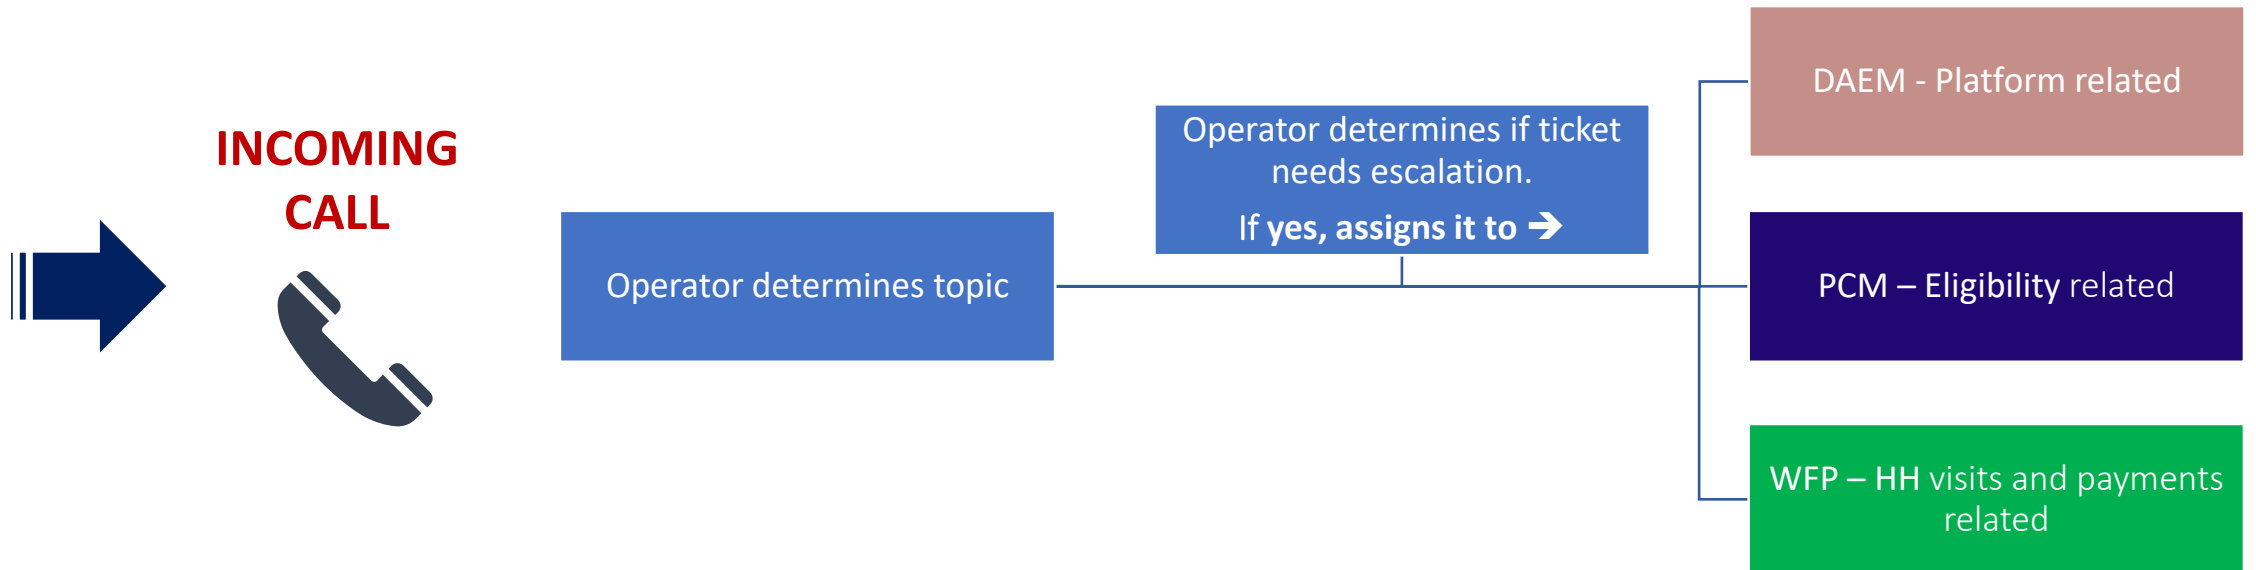 INCOMING
CALL
Operator determines topic
Operator determines if ticket
needs escalation.
If yes, assigns it to ➔
DAEM - Platform related
PCM – Eligibility related
WFP – HH visits and payments
related